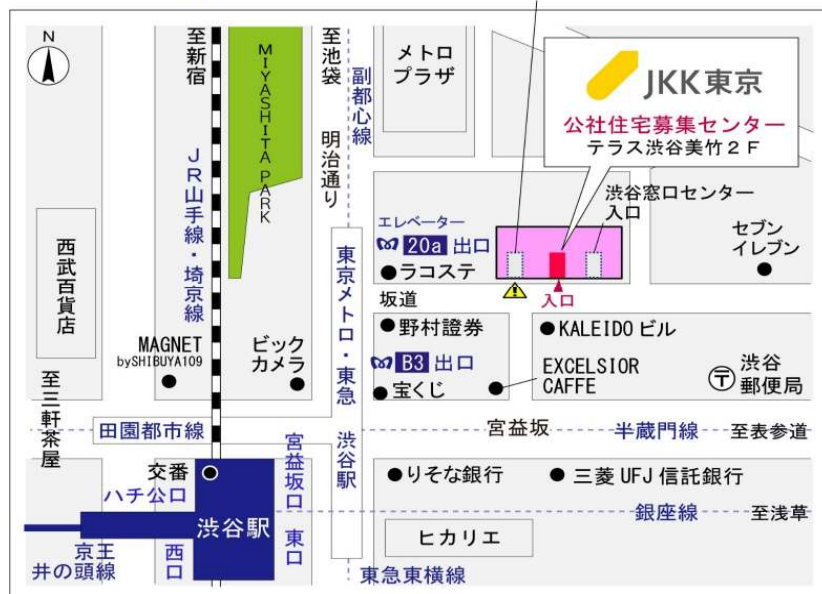 N
至新宿
MIYASHITA PARK
至池袋
副都心線
メトロ
プラザ
JKK東京
公社住宅募集センター
テラス渋谷美竹2F
明治通り
JR山手線・埼京線
西武百貨店
エレベーター
20a 出口
ラコステ
渋谷窓口センター
入口
セブン
イレブン
入口
坂道
東京メトロ・東急 渋谷駅
MAGNET
bySHIBUYA109
ビック
カメラ
野村證券
B3 出口
宝くじ
KALEIDO ビル
EXCELSIOR
CAFFE
〒
渋谷
郵便局
至三軒茶屋
田園都市線
宮益坂
半蔵門線
至表参道
交番
ハチ公口
宮益坂口
りそな銀行
三菱UFJ信託銀行
渋谷駅
銀座線
至浅草
京王
井の頭線
西口
東口
ヒカリエ
東急東横線